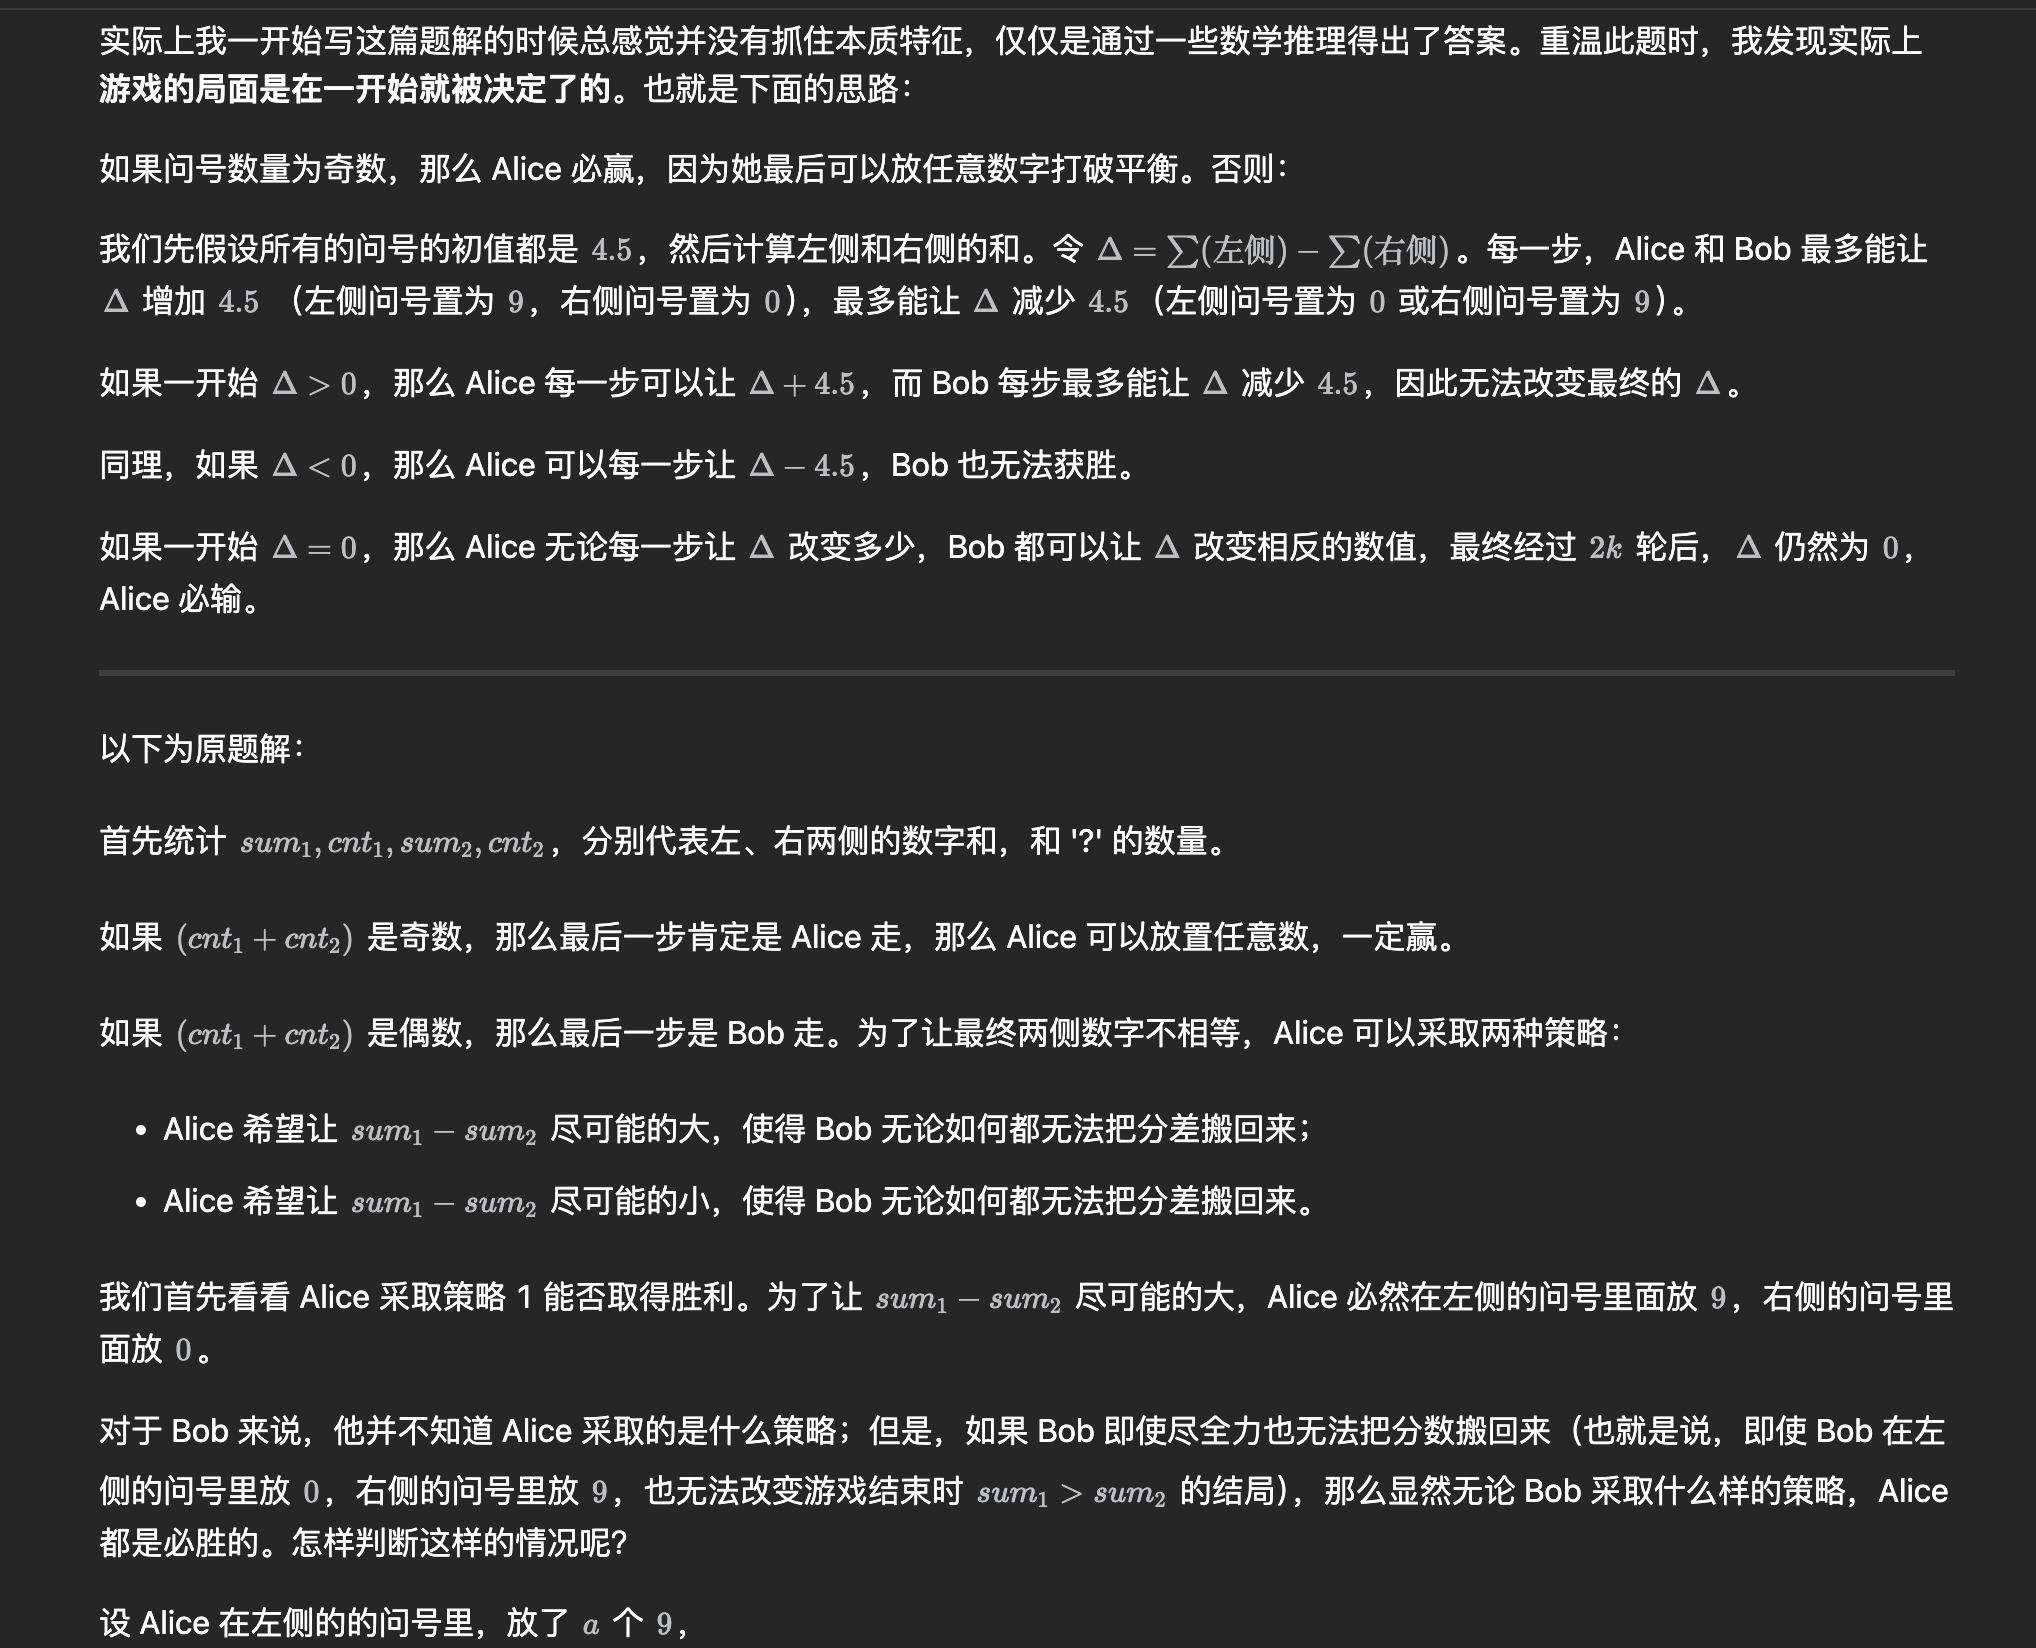 实际上我一开始写这篇题解的时候总感觉并没有抓住本质特征，仅仅是通过一些数学推理得出了答案。重温此题时，我发现实际上
游戏的局面是在一开始就被决定了的。也就是下面的思路：
如果问号数量为奇数，那么 Alice 必赢，因为她最后可以放任意数字打破平衡。否则：
我们先假设所有的问号的初值都是 4.5，然后计算左侧和右侧的和。令 Δ = ∑(左侧) − ∑(右侧)。每一步，Alice 和 Bob 最多能让
Δ 增加 4.5 （左侧问号置为 9，右侧问号置为 0），最多能让 Δ 减少 4.5（左侧问号置为 0 或右侧问号置为 9）。
如果一开始 Δ > 0，那么 Alice 每一步可以让 Δ + 4.5，而 Bob 每步最多能让 Δ 减少 4.5，因此无法改变最终的 Δ。
同理，如果 Δ < 0，那么 Alice 可以每一步让 Δ − 4.5，Bob 也无法获胜。
如果一开始 Δ = 0，那么 Alice 无论每一步让 Δ 改变多少，Bob 都可以让 Δ 改变相反的数值，最终经过 2k 轮后， Δ 仍然为 0，
Alice 必输。
以下为原题解：
首先统计 sum₁, cnt₁, sum₂, cnt₂，分别代表左、右两侧的数字和，和 '?' 的数量。
如果 (cnt₁ + cnt₂) 是奇数，那么最后一步肯定是 Alice 走，那么 Alice 可以放置任意数，一定赢。
如果 (cnt₁ + cnt₂) 是偶数，那么最后一步是 Bob 走。为了让最终两侧数字不相等，Alice 可以采取两种策略：
• Alice 希望让 sum₁ − sum₂ 尽可能的大，使得 Bob 无论如何都无法把分差搬回来；
• Alice 希望让 sum₁ − sum₂ 尽可能的小，使得 Bob 无论如何都无法把分差搬回来。
我们首先看看 Alice 采取策略 1 能否取得胜利。为了让 sum₁ − sum₂ 尽可能的大，Alice 必然在左侧的问号里面放 9，右侧的问号里
面放 0。
对于 Bob 来说，他并不知道 Alice 采取的是什么策略；但是，如果 Bob 即使尽全力也无法把分数搬回来（也就是说，即使 Bob 在左
侧的问号里放 0，右侧的问号里放 9，也无法改变游戏结束时 sum₁ > sum₂ 的结局），那么显然无论 Bob 采取什么样的策略，Alice
都是必胜的。怎样判断这样的情况呢?
设 Alice 在左侧的的问号里，放了 a 个 9，